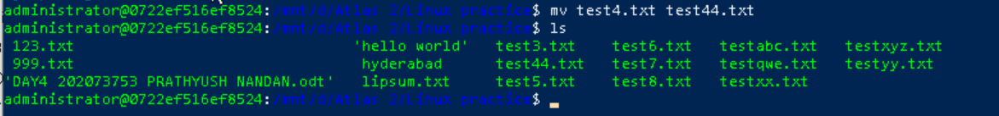 administrator@0722ef516ef8524:/mnt/d/Atlas 2/Linux practice$ mv test4.txt test44.txt
administrator@0722ef516ef8524:/mnt/d/Atlas 2/Linux practice$ ls
123.txt 'hello world' test3.txt test6.txt testabc.txt testxyz.txt
999.txt hyderabad test44.txt test7.txt testqwe.txt testyy.txt
'DAY4 202073753 PRATHYUSH NANDAN.odt' lipsum.txt test5.txt test8.txt testxx.txt
administrator@0722ef516ef8524:/mnt/d/Atlas 2/Linux practice$